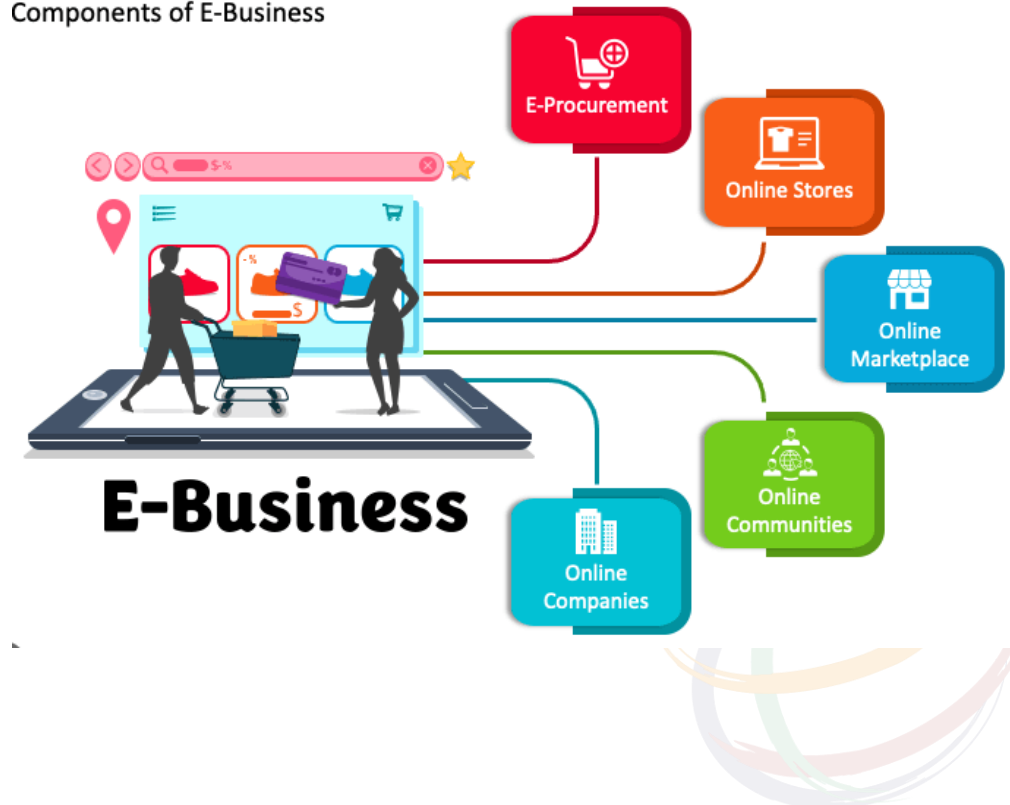 Components of E-Business
E-Procurement
Online Stores
$-%
-%
$
Online
Marketplace
Online
Communities
E-Business
Online
Companies